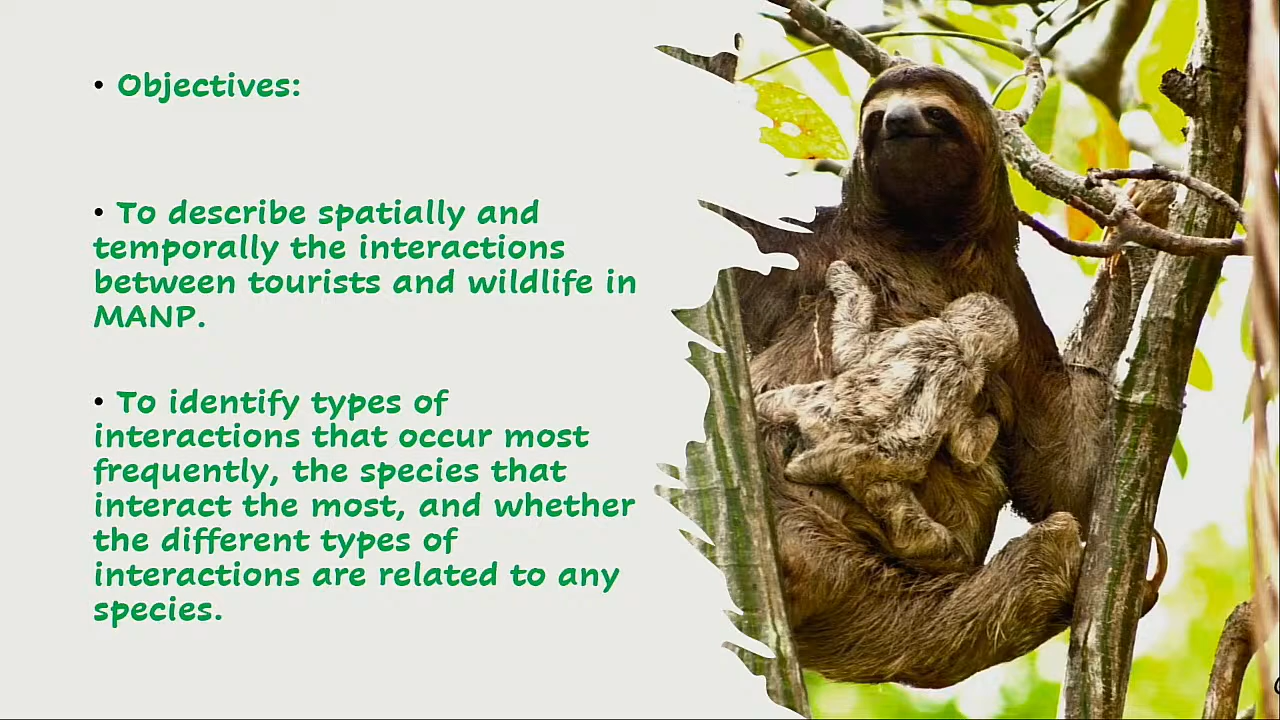 • Objectives:
• To describe spatially and
temporally the interactions
between tourists and wildlife in
MANP.
• To identify types of
interactions that occur most
frequently, the species that
interact the most, and whether
the different types of
interactions are related to any
species.